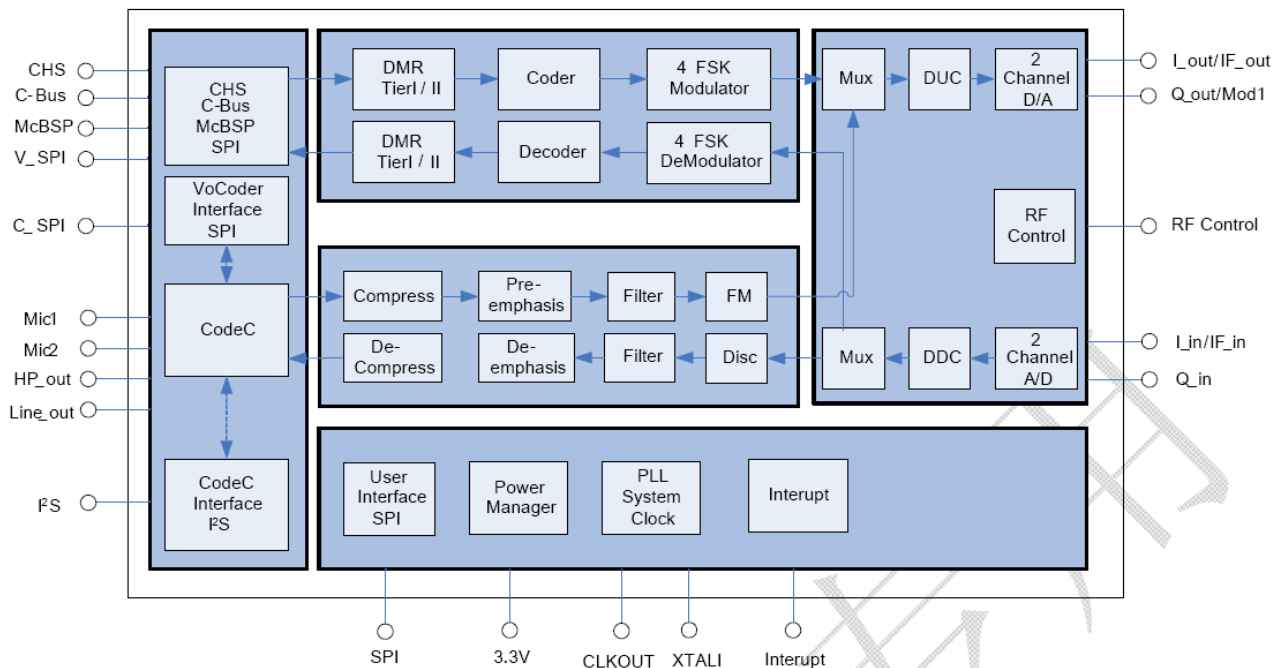 CHS
C-Bus
McBSP
V_SPI
C_SPI
Mic1
Mic2
HP_out
Line_out
I²S
CHS
C-Bus
McBSP
SPI
VoCoder
Interface
SPI
CodeC
CodeC
Interface
I²S
DMR
TierI / II
Coder
4 FSK
Modulator
DMR
TierI / II
Decoder
4 FSK
DeModulator
Compress
Pre-
emphasis
Filter
FM
De-
Compress
De-
emphasis
Filter
Disc
Mux
DUC
2
Channel
D/A
RF
Control
Mux
DDC
2
Channel
A/D
I_out/IF_out
Q_out/Mod1
RF Control
I_in/IF_in
Q_in
User
Interface
SPI
Power
Manager
PLL
System
Clock
Interupt
SPI
3.3V
CLKOUT
XTALI
Interupt